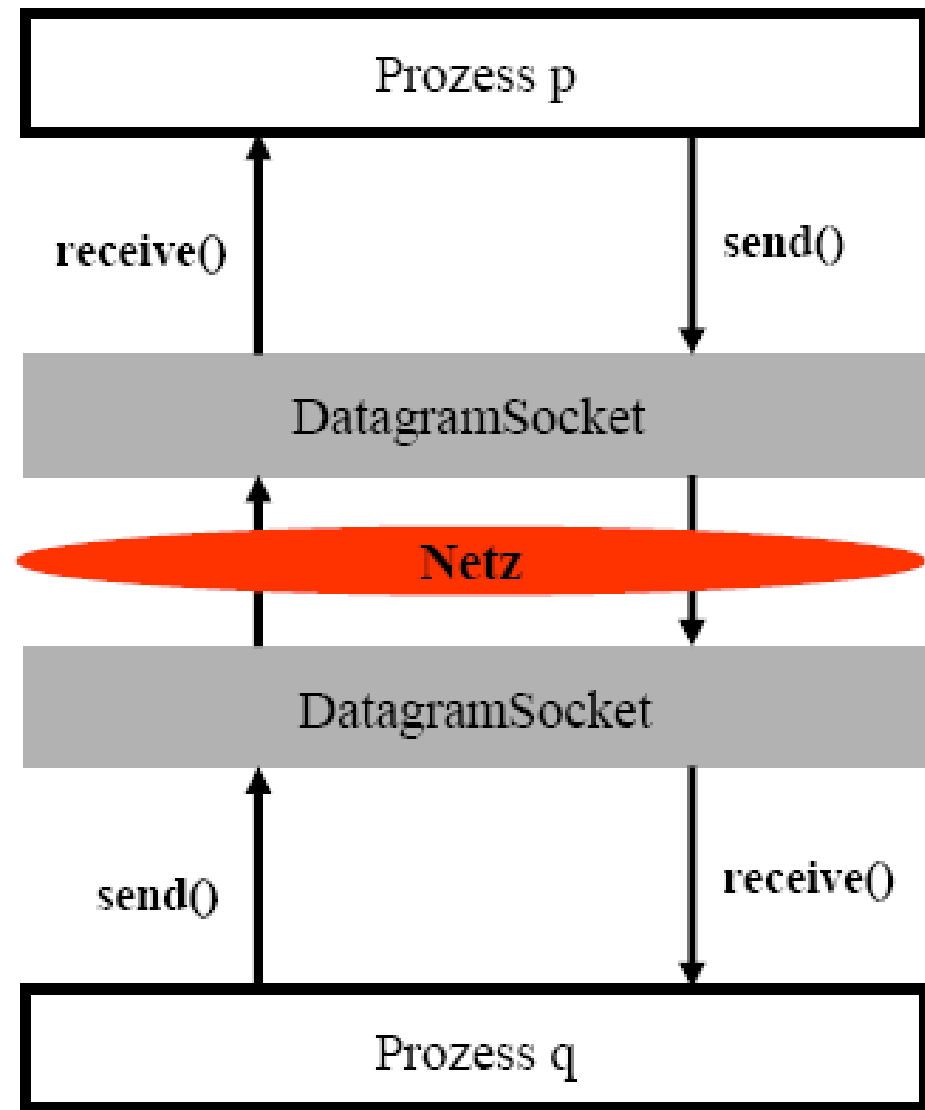 Prozess p
receive()
send()
DatagramSocket
Netz
DatagramSocket
send()
receive()
Prozess q